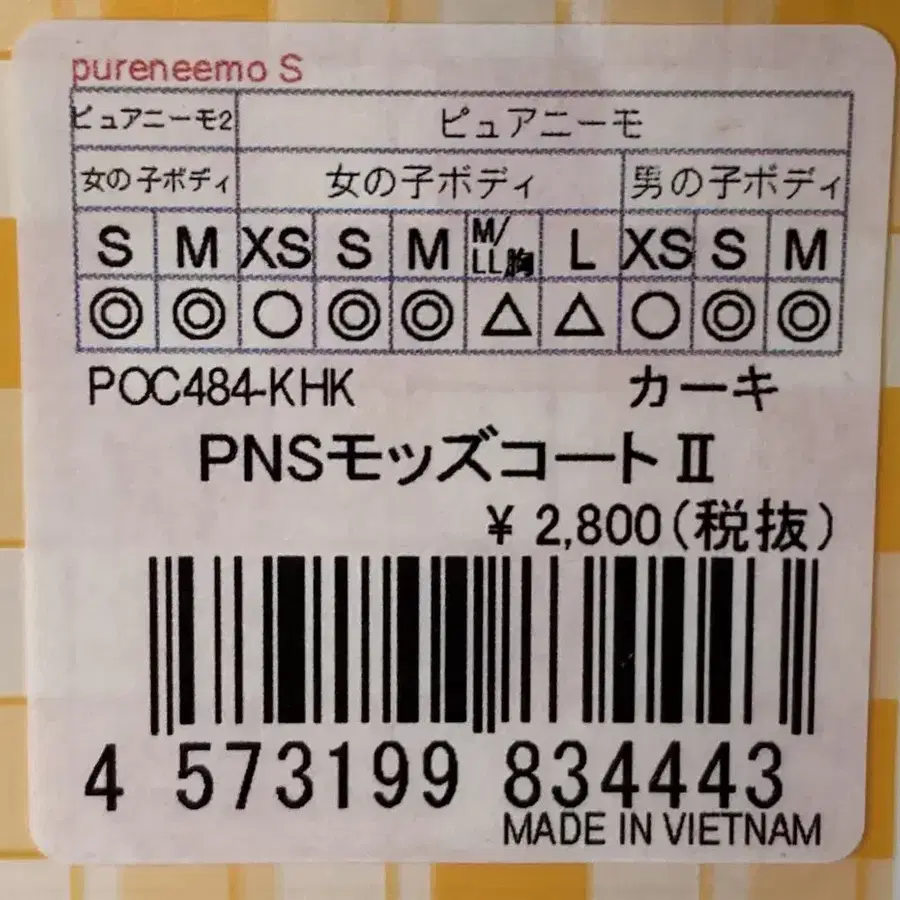 pureneemo S
ピュアニーモ2 ピュアニーモ
女の子ボディ 女の子ボディ 男の子ボディ
S M XS S M M/LL胸 L XS S M
◎ ◎ ○ ◎ ◎ △ △ ○ ◎ ◎
POC484-KHK カーキ
PNSモッズコートⅡ
¥ 2,800(税抜)
4 573199 834443
MADE IN VIETNAM